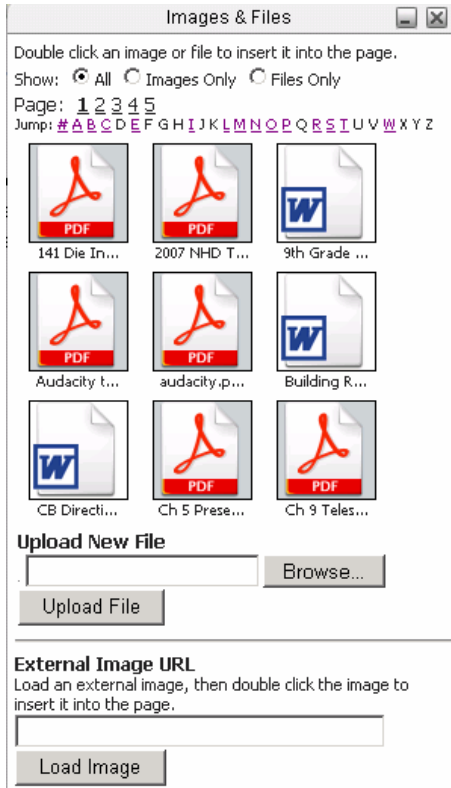 Images & Files
Double click an image or file to insert it into the page.
Show: All Images Only Files Only
Page: 1 2 3 4 5
Jump: # A B C D E F G H I J K L M N O P Q R S T U V W X Y Z
PDF PDF W
141 Die In... 2007 NHD T... 9th Grade ...
PDF PDF W
Audacity t... audacity.p... Building R...
W PDF PDF
CB Directi... Ch 5 Prese... Ch 9 Teles...
Upload New File
Browse...
Upload File
External Image URL
Load an external image, then double click the image to
insert it into the page.
Load Image